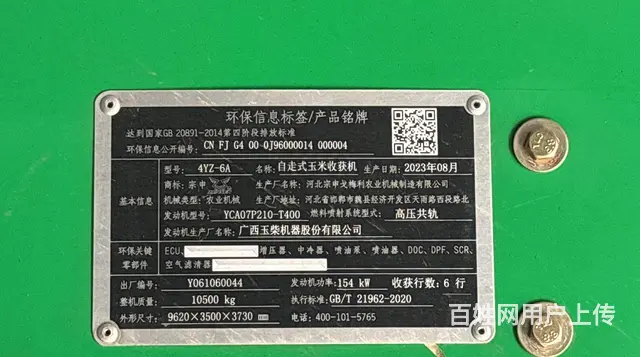 环保信息标签/产品铭牌
达到国家GB 20891-2014第四阶段排放标准
环保信息公开编号: CN FJ G4 00 0J96000014 000004
基本信息
型号: 4YZ-6A 名称: 自走式玉米收获机 生产日期: 2023年08月
商标: 宗申 生产厂名称: 河北宗申戈梅利农业机械制造有限公司
机械类型: 农业机械 生产厂地址: 河北省邯郸市魏县经济开发区天雨路西段路北
发动机型号: YCA07P210-T400 燃料喷射系统型式: 高压共轨
发动机生产厂名称: 广西玉柴机器股份有限公司
环保关键零部件
ECU、 增压器、中冷器、喷油泵、喷油器、DOC、DPF、SCR、
空气滤清器
出厂编号: Y061060044 发动机功率: 154 kW 收获行数: 6 行
整机质量: 10500 kg 执行标准: GB/T 21962-2020
外形尺寸: 9620×3500×3730 mm 电话: 400-101-5765
百姓网用户上传